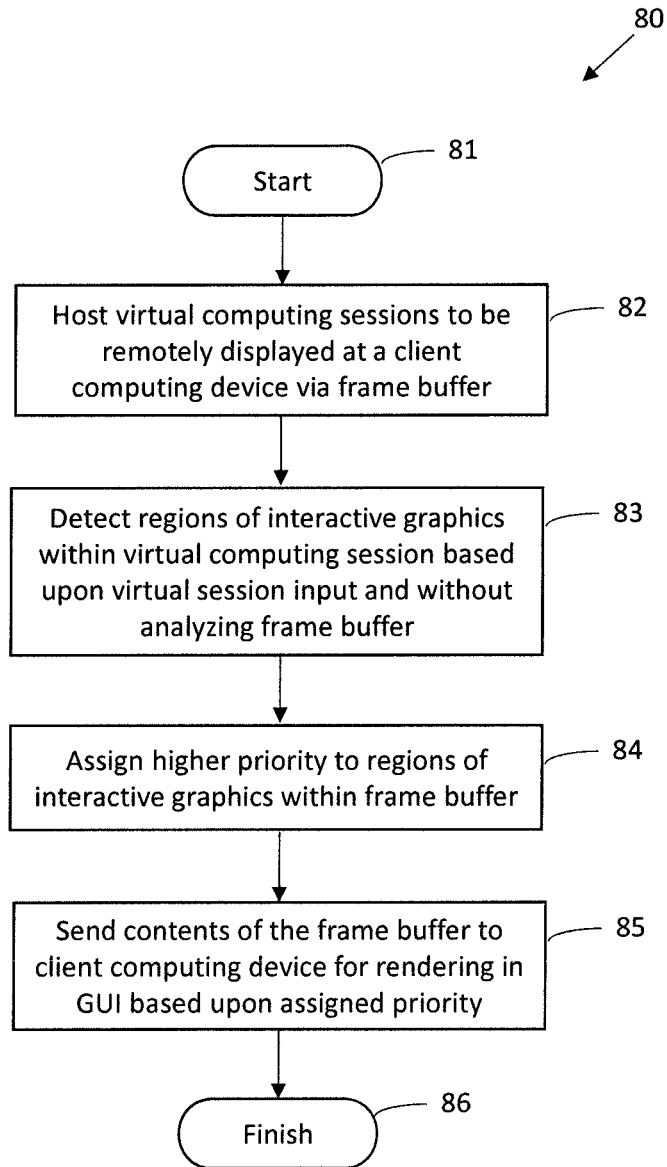 80
Start
81
Host virtual computing sessions to be
remotely displayed at a client
computing device via frame buffer
82
Detect regions of interactive graphics
within virtual computing session based
upon virtual session input and without
analyzing frame buffer
83
Assign higher priority to regions of
interactive graphics within frame buffer
84
Send contents of the frame buffer to
client computing device for rendering in
GUI based upon assigned priority
85
Finish
86